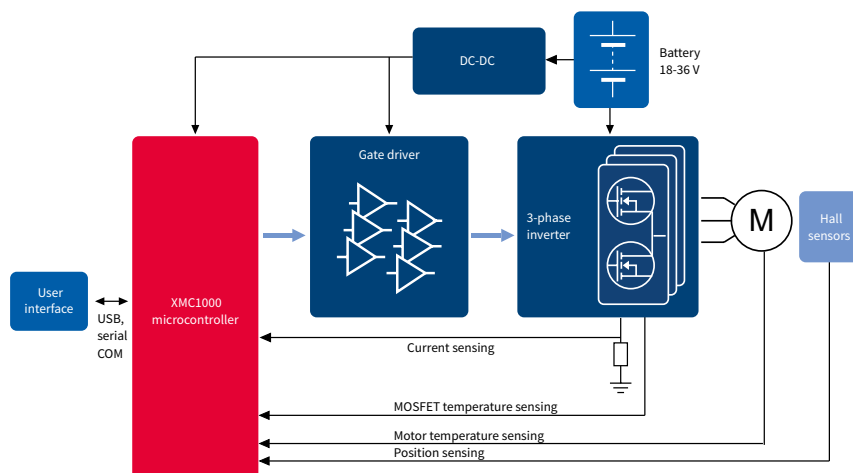 DC-DC
Battery
18-36 V
Gate driver
3-phase
inverter
M
Hall
sensors
User
interface
USB,
serial
COM
XMC1000
microcontroller
Current sensing
MOSFET temperature sensing
Motor temperature sensing
Position sensing